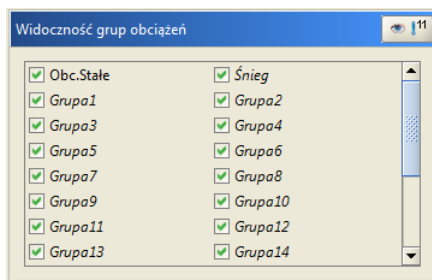 Widoczność grup obciążeń 11
Obc.Stałe Śnieg
Grupa1 Grupa2
Grupa3 Grupa4
Grupa5 Grupa6
Grupa7 Grupa8
Grupa9 Grupa10
Grupa11 Grupa12
Grupa13 Grupa14